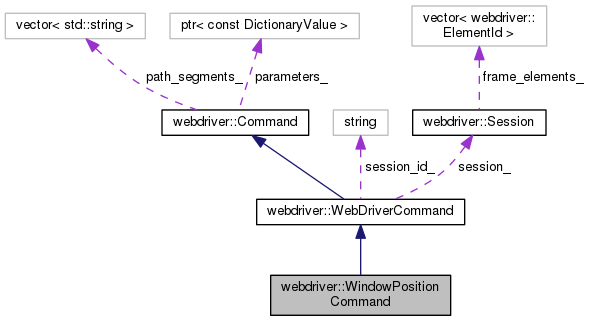 vector< std::string >
ptr< const DictionaryValue >
vector< webdriver::
ElementId >
path_segments_
parameters_
frame_elements_
webdriver::Command
string
webdriver::Session
session_id_
session_
webdriver::WebDriverCommand
webdriver::WindowPosition
Command